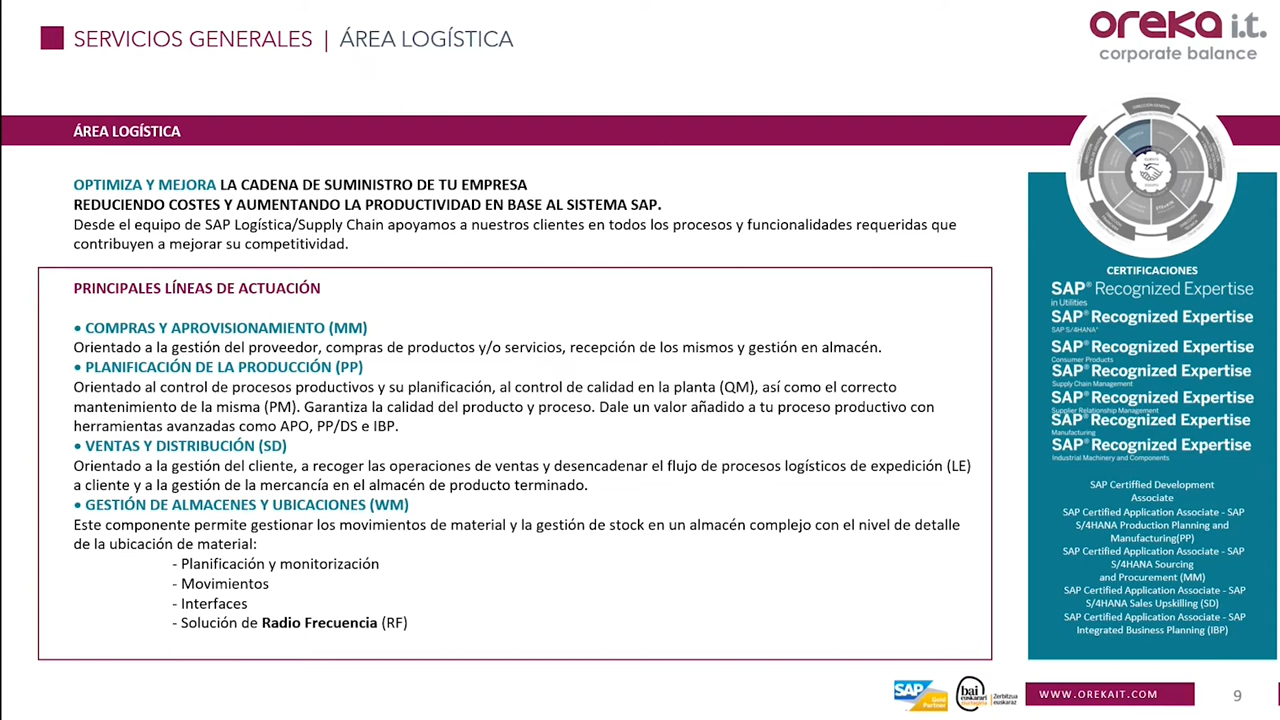 SERVICIOS GENERALES | ÁREA LOGÍSTICA
oreka i.t.
corporate balance
ÁREA LOGÍSTICA
DIRECCIÓN GENERAL
OPTIMIZA Y MEJORA LA CADENA DE SUMINISTRO DE TU EMPRESA
REDUCIENDO COSTES Y AUMENTANDO LA PRODUCTIVIDAD EN BASE AL SISTEMA SAP.
Desde el equipo de SAP Logística/Supply Chain apoyamos a nuestros clientes en todos los procesos y funcionalidades requeridas que
contribuyen a mejorar su competitividad.
PRINCIPALES LÍNEAS DE ACTUACIÓN
• COMPRAS Y APROVISIONAMIENTO (MM)
Orientado a la gestión del proveedor, compras de productos y/o servicios, recepción de los mismos y gestión en almacén.
• PLANIFICACIÓN DE LA PRODUCCIÓN (PP)
Orientado al control de procesos productivos y su planificación, al control de calidad en la planta (QM), así como el correcto
mantenimiento de la misma (PM). Garantiza la calidad del producto y proceso. Dale un valor añadido a tu proceso productivo con
herramientas avanzadas como APO, PP/DS e IBP.
• VENTAS Y DISTRIBUCIÓN (SD)
Orientado a la gestión del cliente, a recoger las operaciones de ventas y desencadenar el flujo de procesos logísticos de expedición (LE)
a cliente y a la gestión de la mercancía en el almacén de producto terminado.
• GESTIÓN DE ALMACENES Y UBICACIONES (WM)
Este componente permite gestionar los movimientos de material y la gestión de stock en un almacén complejo con el nivel de detalle
de la ubicación de material:
- Planificación y monitorización
- Movimientos
- Interfaces
- Solución de Radio Frecuencia (RF)
CERTIFICACIONES
SAP® Recognized Expertise
in Utilities
SAP® Recognized Expertise
SAP S/4HANA®
SAP® Recognized Expertise
Consumer Products
SAP® Recognized Expertise
Supply Chain Management
SAP® Recognized Expertise
Supplier Relationship Management
SAP® Recognized Expertise
Manufacturing
SAP® Recognized Expertise
Industrial Machinery and Components
SAP Certiffied Development
Associate
SAP Certified Application Associate - SAP
S/4HANA Production Planning and
Manufacturing(PP)
SAP Certified Application Associate - SAP
S/4HANA Sourcing
and Procurement (MM)
SAP Certified Application Associate - SAP
S/4HANA Sales Upskilling (SD)
SAP Certified Application Associate - SAP
Integrated Business Planning (IBP)
SAP Gold Partner
bai euskarari
Zerbitzua
euskaraz
WWW.OREKAIT.COM
9